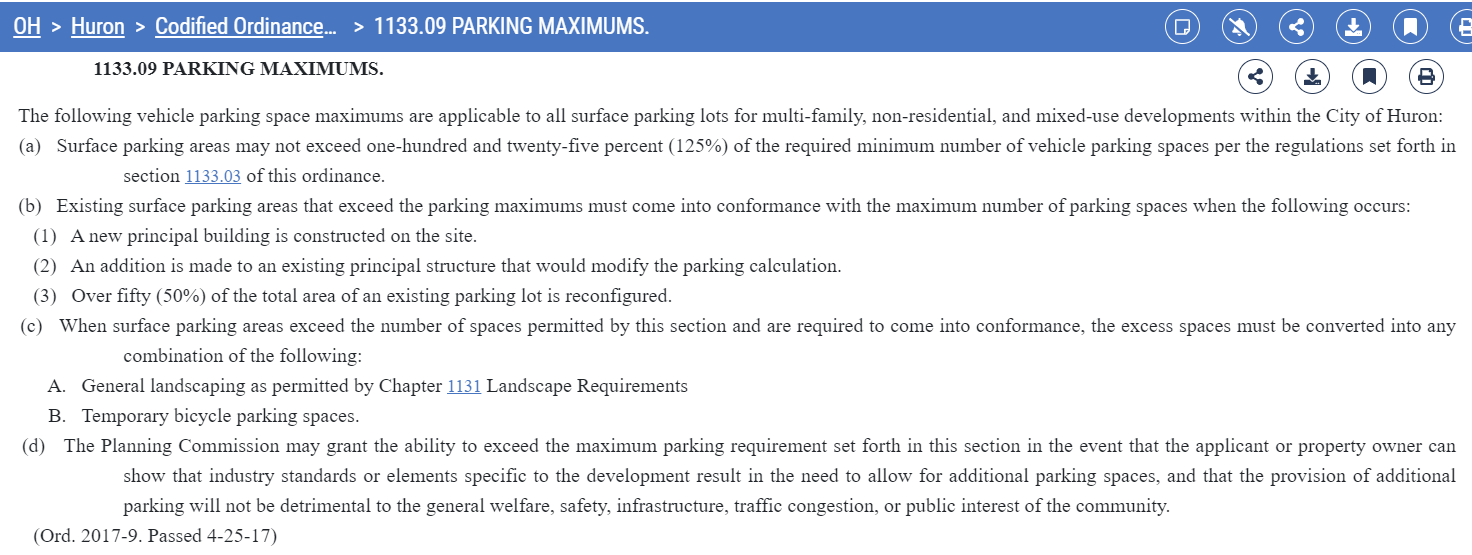 OH > Huron > Codified Ordinance... > 1133.09 PARKING MAXIMUMS.
1133.09 PARKING MAXIMUMS.
The following vehicle parking space maximums are applicable to all surface parking lots for multi-family, non-residential, and mixed-use developments within the City of Huron:
(a) Surface parking areas may not exceed one-hundred and twenty-five percent (125%) of the required minimum number of vehicle parking spaces per the regulations set forth in
section 1133.03 of this ordinance.
(b) Existing surface parking areas that exceed the parking maximums must come into conformance with the maximum number of parking spaces when the following occurs:
(1) A new principal building is constructed on the site.
(2) An addition is made to an existing principal structure that would modify the parking calculation.
(3) Over fifty (50%) of the total area of an existing parking lot is reconfigured.
(c) When surface parking areas exceed the number of spaces permitted by this section and are required to come into conformance, the excess spaces must be converted into any
combination of the following:
A. General landscaping as permitted by Chapter 1131 Landscape Requirements
B. Temporary bicycle parking spaces.
(d) The Planning Commission may grant the ability to exceed the maximum parking requirement set forth in this section in the event that the applicant or property owner can
show that industry standards or elements specific to the development result in the need to allow for additional parking spaces, and that the provision of additional
parking will not be detrimental to the general welfare, safety, infrastructure, traffic congestion, or public interest of the community.
(Ord. 2017-9. Passed 4-25-17)